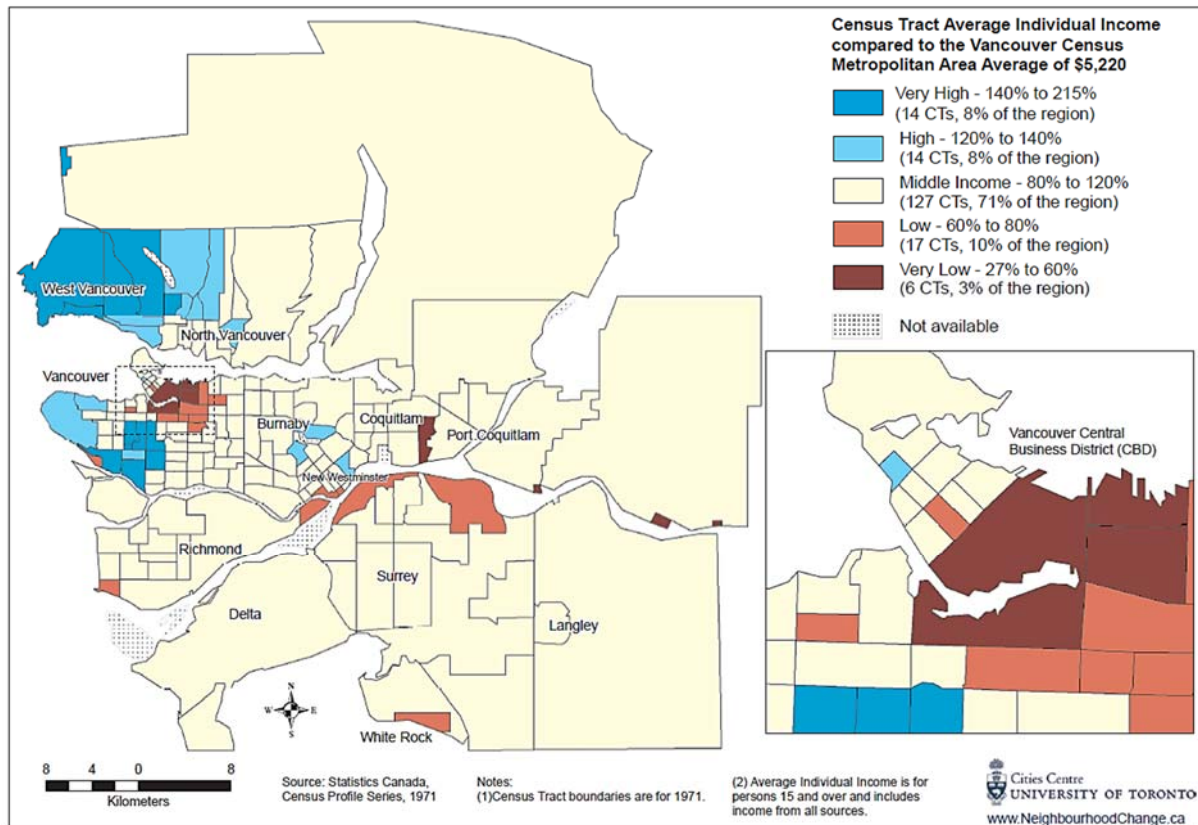 Census Tract Average Individual Income
compared to the Vancouver Census
Metropolitan Area Average of $5,220
Very High - 140% to 215%
(14 CTs, 8% of the region)
High - 120% to 140%
(14 CTs, 8% of the region)
Middle Income - 80% to 120%
(127 CTs, 71% of the region)
Low - 60% to 80%
(17 CTs, 10% of the region)
Very Low - 27% to 60%
(6 CTs, 3% of the region)
Not available
West Vancouver
North Vancouver
Vancouver
Burnaby
Coquitlam
Port Coquitlam
New Westminster
Richmond
Surrey
Delta
Langley
White Rock
Vancouver Central
Business District (CBD)
N
W E
S
8 4 0 8
Kilometers
Source: Statistics Canada,
Census Profile Series, 1971
Notes:
(1)Census Tract boundaries are for 1971.
(2) Average Individual Income is for
persons 15 and over and includes
income from all sources.
Cities Centre
UNIVERSITY OF TORONTO
www.NeighbourhoodChange.ca